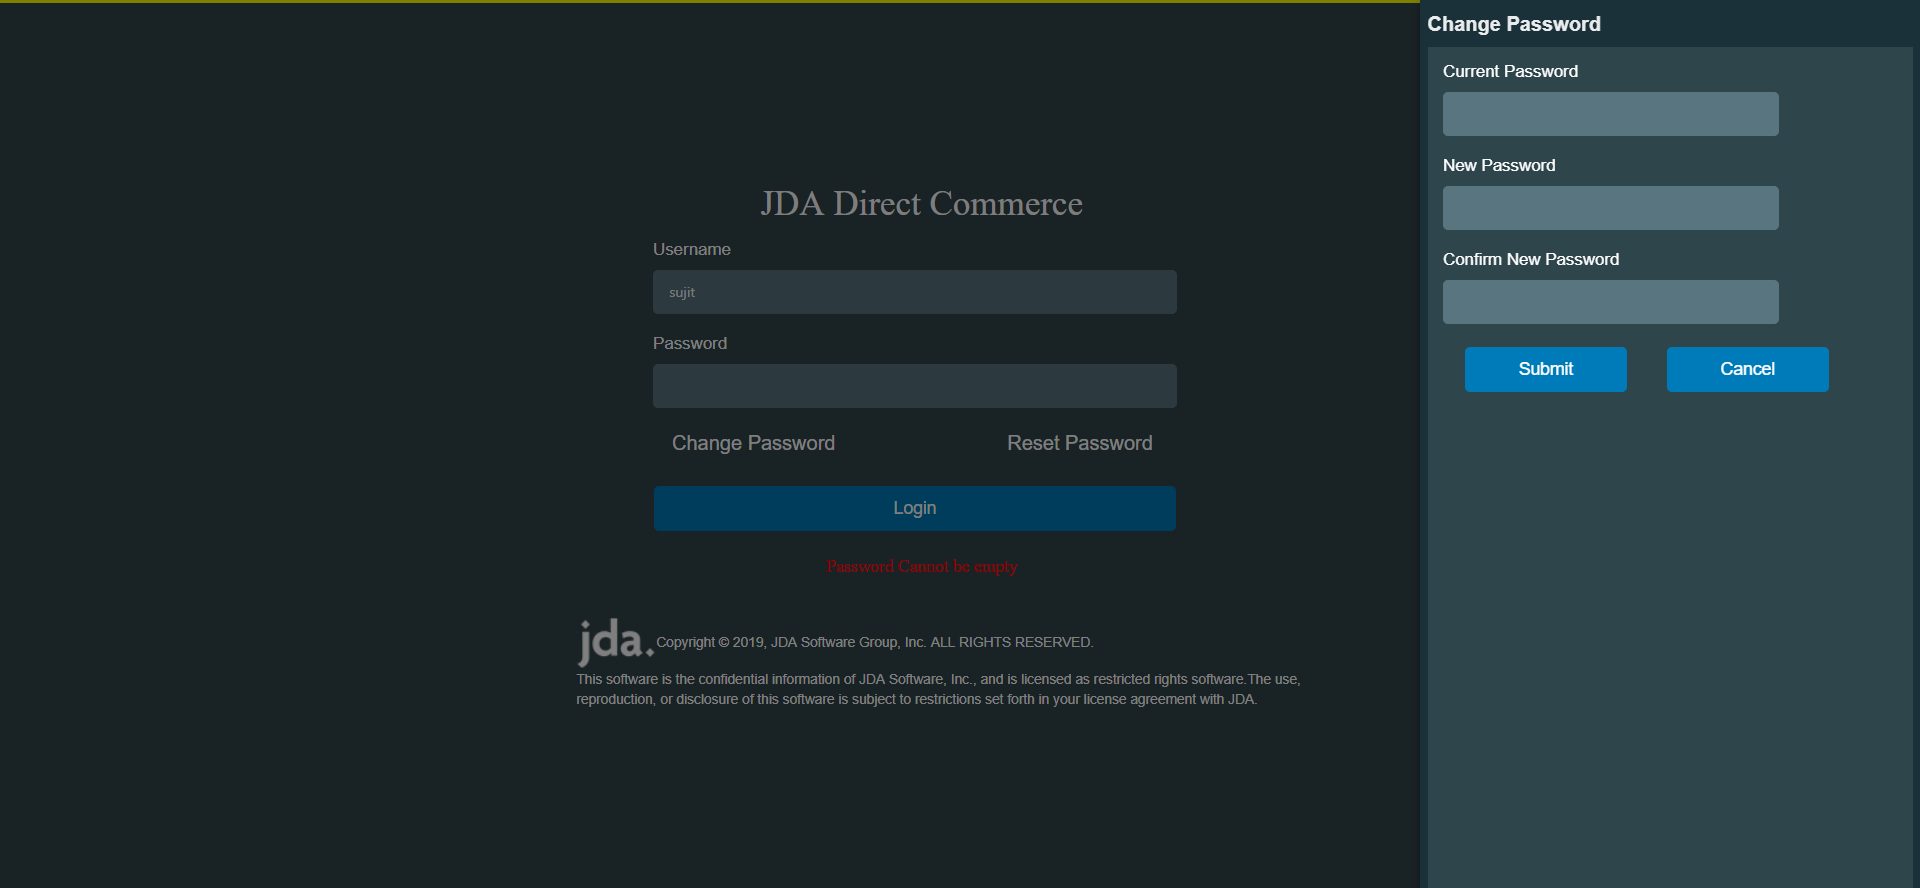 JDA Direct Commerce
Username
sujit
Password
Change Password Reset Password
Login
Password Cannot be empty
jda. Copyright © 2019, JDA Software Group, Inc. ALL RIGHTS RESERVED.
This software is the confidential information of JDA Software, Inc., and is licensed as restricted rights software.The use,
reproduction, or disclosure of this software is subject to restrictions set forth in your license agreement with JDA.
Change Password
Current Password
New Password
Confirm New Password
Submit Cancel